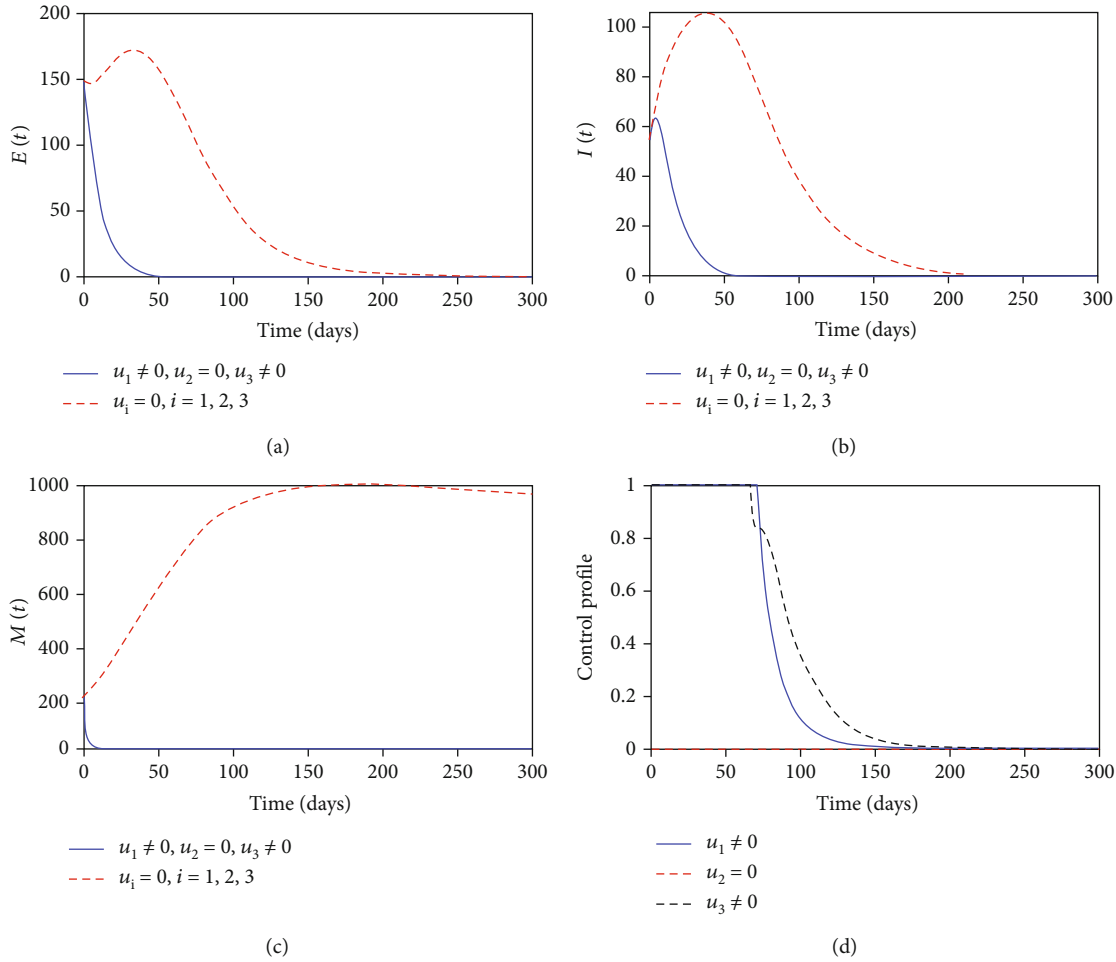 200
150
100
50
0
E (t)
0 50 100 150 200 250 300
Time (days)
u1 ≠ 0, u2 = 0, u3 ≠ 0
ui = 0, i = 1, 2, 3
(a)
100
80
60
40
20
0
I (t)
0 50 100 150 200 250 300
Time (days)
u1 ≠ 0, u2 = 0, u3 ≠ 0
ui = 0, i = 1, 2, 3
(b)
1000
800
600
400
200
0
M (t)
0 50 100 150 200 250 300
Time (days)
u1 ≠ 0, u2 = 0, u3 ≠ 0
ui = 0, i = 1, 2, 3
(c)
1
0.8
0.6
0.4
0.2
0
Control profile
0 50 100 150 200 250 300
Time (days)
u1 ≠ 0
u2 = 0
u3 ≠ 0
(d)